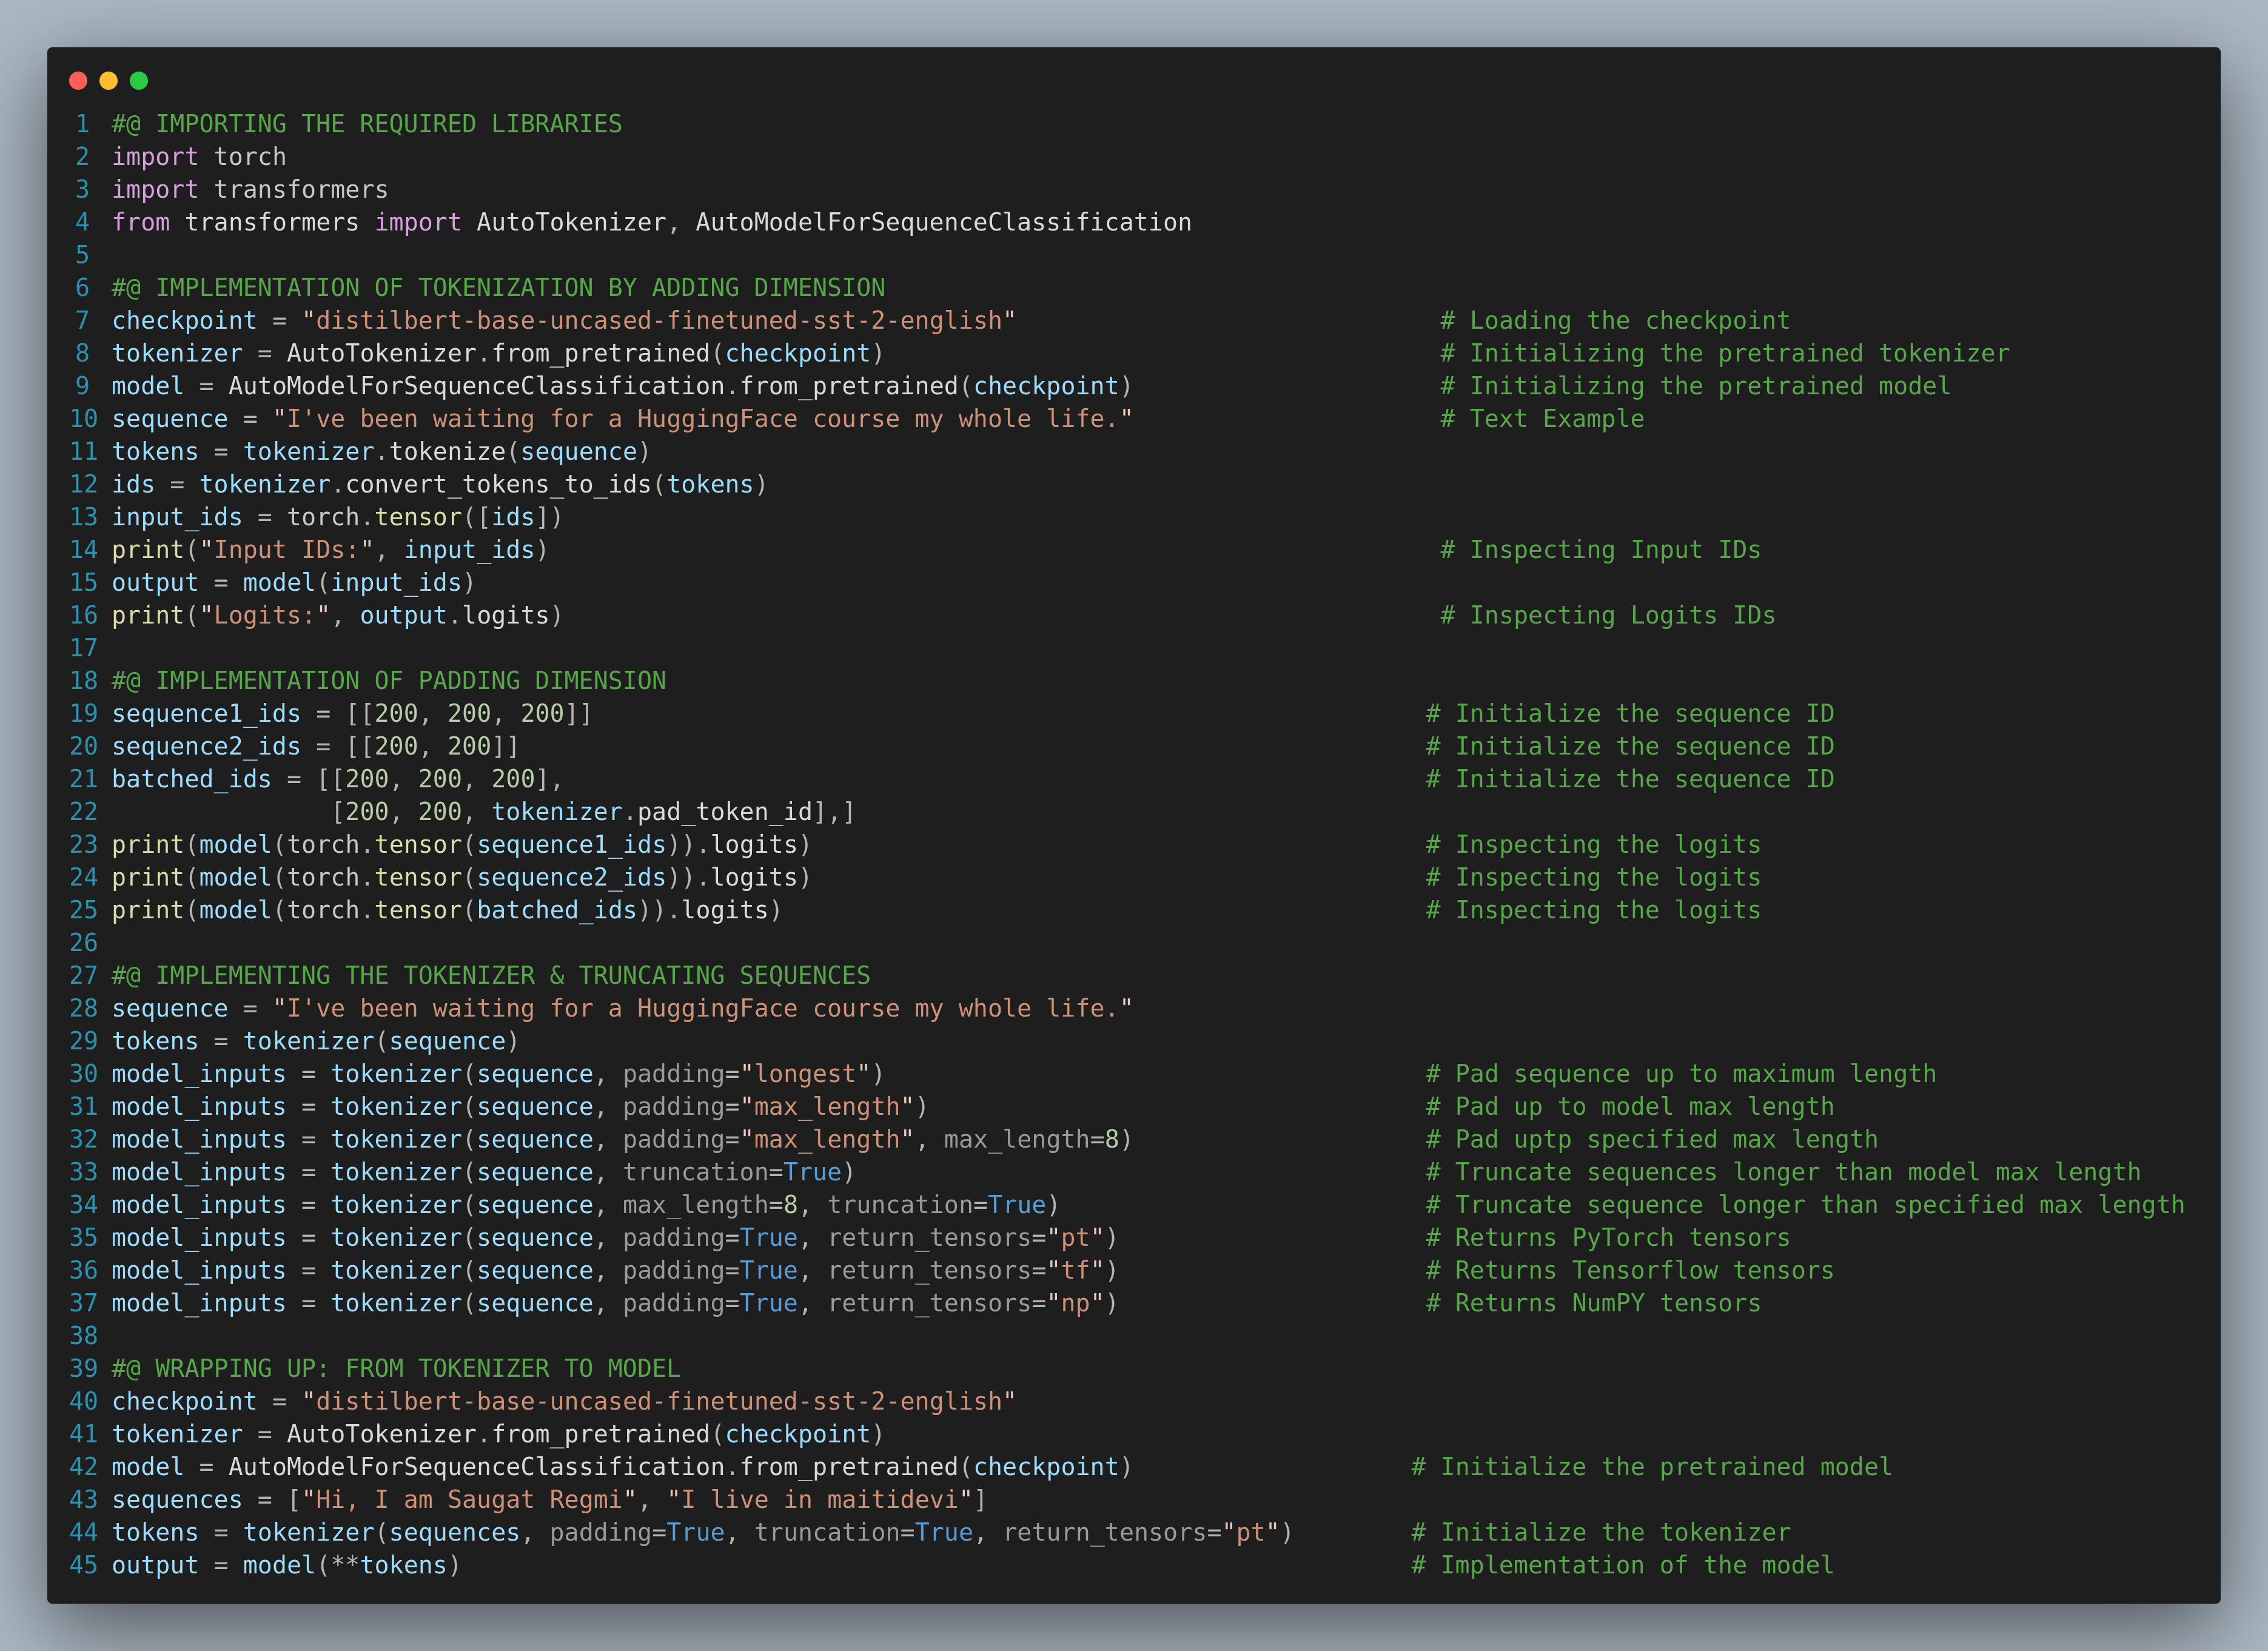 1 #@ IMPORTING THE REQUIRED LIBRARIES
2 import torch
3 import transformers
4 from transformers import AutoTokenizer, AutoModelForSequenceClassification
5
6 #@ IMPLEMENTATION OF TOKENIZATION BY ADDING DIMENSION
7 checkpoint = "distilbert-base-uncased-finetuned-sst-2-english" # Loading the checkpoint
8 tokenizer = AutoTokenizer.from_pretrained(checkpoint) # Initializing the pretrained tokenizer
9 model = AutoModelForSequenceClassification.from_pretrained(checkpoint) # Initializing the pretrained model
10 sequence = "I've been waiting for a HuggingFace course my whole life." # Text Example
11 tokens = tokenizer.tokenize(sequence)
12 ids = tokenizer.convert_tokens_to_ids(tokens)
13 input_ids = torch.tensor([ids])
14 print("Input IDs:", input_ids) # Inspecting Input IDs
15 output = model(input_ids)
16 print("Logits:", output.logits) # Inspecting Logits IDs
17
18 #@ IMPLEMENTATION OF PADDING DIMENSION
19 sequence1_ids = [[200, 200, 200]] # Initialize the sequence ID
20 sequence2_ids = [[200, 200]] # Initialize the sequence ID
21 batched_ids = [[200, 200, 200], # Initialize the sequence ID
22 [200, 200, tokenizer.pad_token_id],]
23 print(model(torch.tensor(sequence1_ids)).logits) # Inspecting the logits
24 print(model(torch.tensor(sequence2_ids)).logits) # Inspecting the logits
25 print(model(torch.tensor(batched_ids)).logits) # Inspecting the logits
26
27 #@ IMPLEMENTING THE TOKENIZER & TRUNCATING SEQUENCES
28 sequence = "I've been waiting for a HuggingFace course my whole life."
29 tokens = tokenizer(sequence)
30 model_inputs = tokenizer(sequence, padding="longest") # Pad sequence up to maximum length
31 model_inputs = tokenizer(sequence, padding="max_length") # Pad up to model max length
32 model_inputs = tokenizer(sequence, padding="max_length", max_length=8) # Pad uptp specified max length
33 model_inputs = tokenizer(sequence, truncation=True) # Truncate sequences longer than model max length
34 model_inputs = tokenizer(sequence, max_length=8, truncation=True) # Truncate sequence longer than specified max length
35 model_inputs = tokenizer(sequence, padding=True, return_tensors="pt") # Returns PyTorch tensors
36 model_inputs = tokenizer(sequence, padding=True, return_tensors="tf") # Returns Tensorflow tensors
37 model_inputs = tokenizer(sequence, padding=True, return_tensors="np") # Returns NumPY tensors
38
39 #@ WRAPPING UP: FROM TOKENIZER TO MODEL
40 checkpoint = "distilbert-base-uncased-finetuned-sst-2-english"
41 tokenizer = AutoTokenizer.from_pretrained(checkpoint)
42 model = AutoModelForSequenceClassification.from_pretrained(checkpoint) # Initialize the pretrained model
43 sequences = ["Hi, I am Saugat Regmi", "I live in maitidevi"]
44 tokens = tokenizer(sequences, padding=True, truncation=True, return_tensors="pt") # Initialize the tokenizer
45 output = model(**tokens) # Implementation of the model